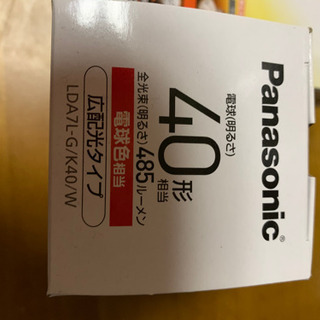 Panasonic®
電球(明るさ)
40形
相当
全光束(明るさ)485ルーメン
電球色相当
広配光タイプ
LDA7L-G/K40/W